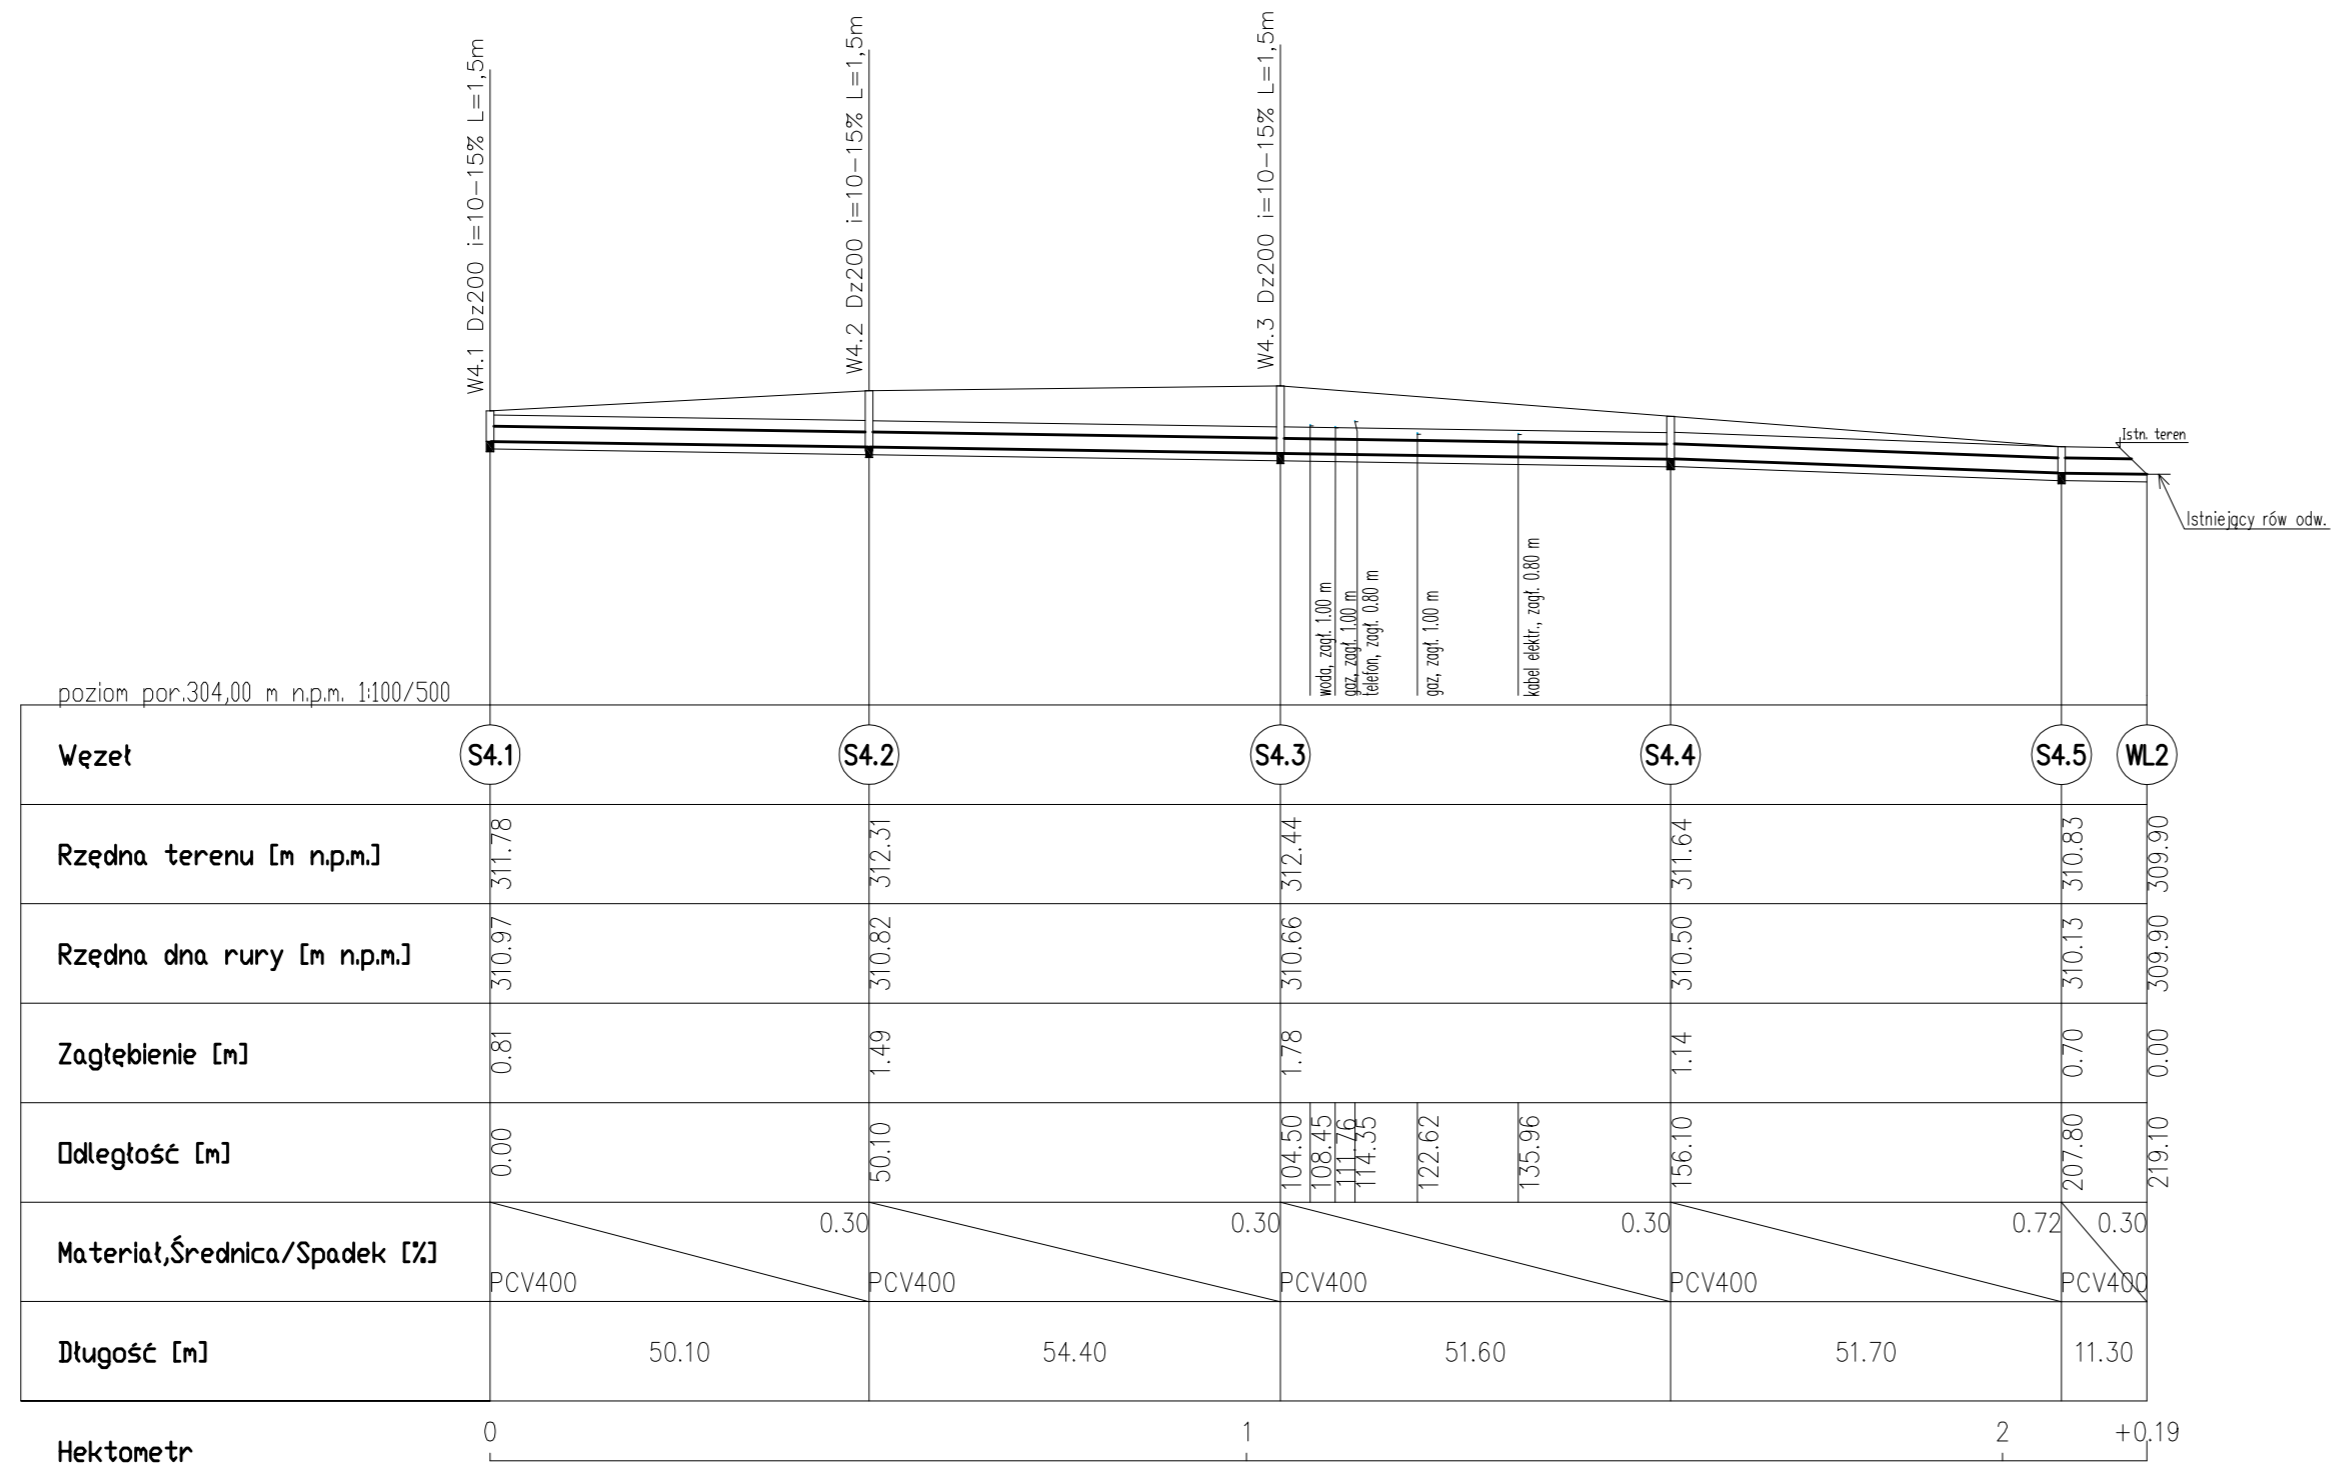 W4.1 Dz200 i=10-15% L=1,5m
W4.2 Dz200 i=10-15% L=1,5m
W4.3 Dz200 i=10-15% L=1,5m
Istn. teren
Istniejący rów odw.
woda, zagł. 1.00 m
gaz, zagł. 1.00 m
telefon, zagł. 0.80 m
gaz, zagł. 1.00 m
kabel elektr., zagł. 0.80 m
poziom por.304,00 m n.p.m. 1:100/500
Węzeł S4.1 S4.2 S4.3 S4.4 S4.5 WL2
Rzędna terenu [m n.p.m.] 311.78 312.31 312.44 311.64 310.83 309.90
Rzędna dna rury [m n.p.m.] 310.97 310.82 310.66 310.50 310.13 309.90
Zagłębienie [m] 0.81 1.49 1.78 1.14 0.70 0.00
Odległość [m] 0.00 50.10 104.50 108.45 111.76 114.35 122.62 135.96 156.10 207.80 219.10
0.30 0.30 0.30 0.72 0.30
Materiał,Średnica/Spadek [%]
PCV400 PCV400 PCV400 PCV400 PCV400
Długość [m] 50.10 54.40 51.60 51.70 11.30
Hektometr 0 1 2 +0.19